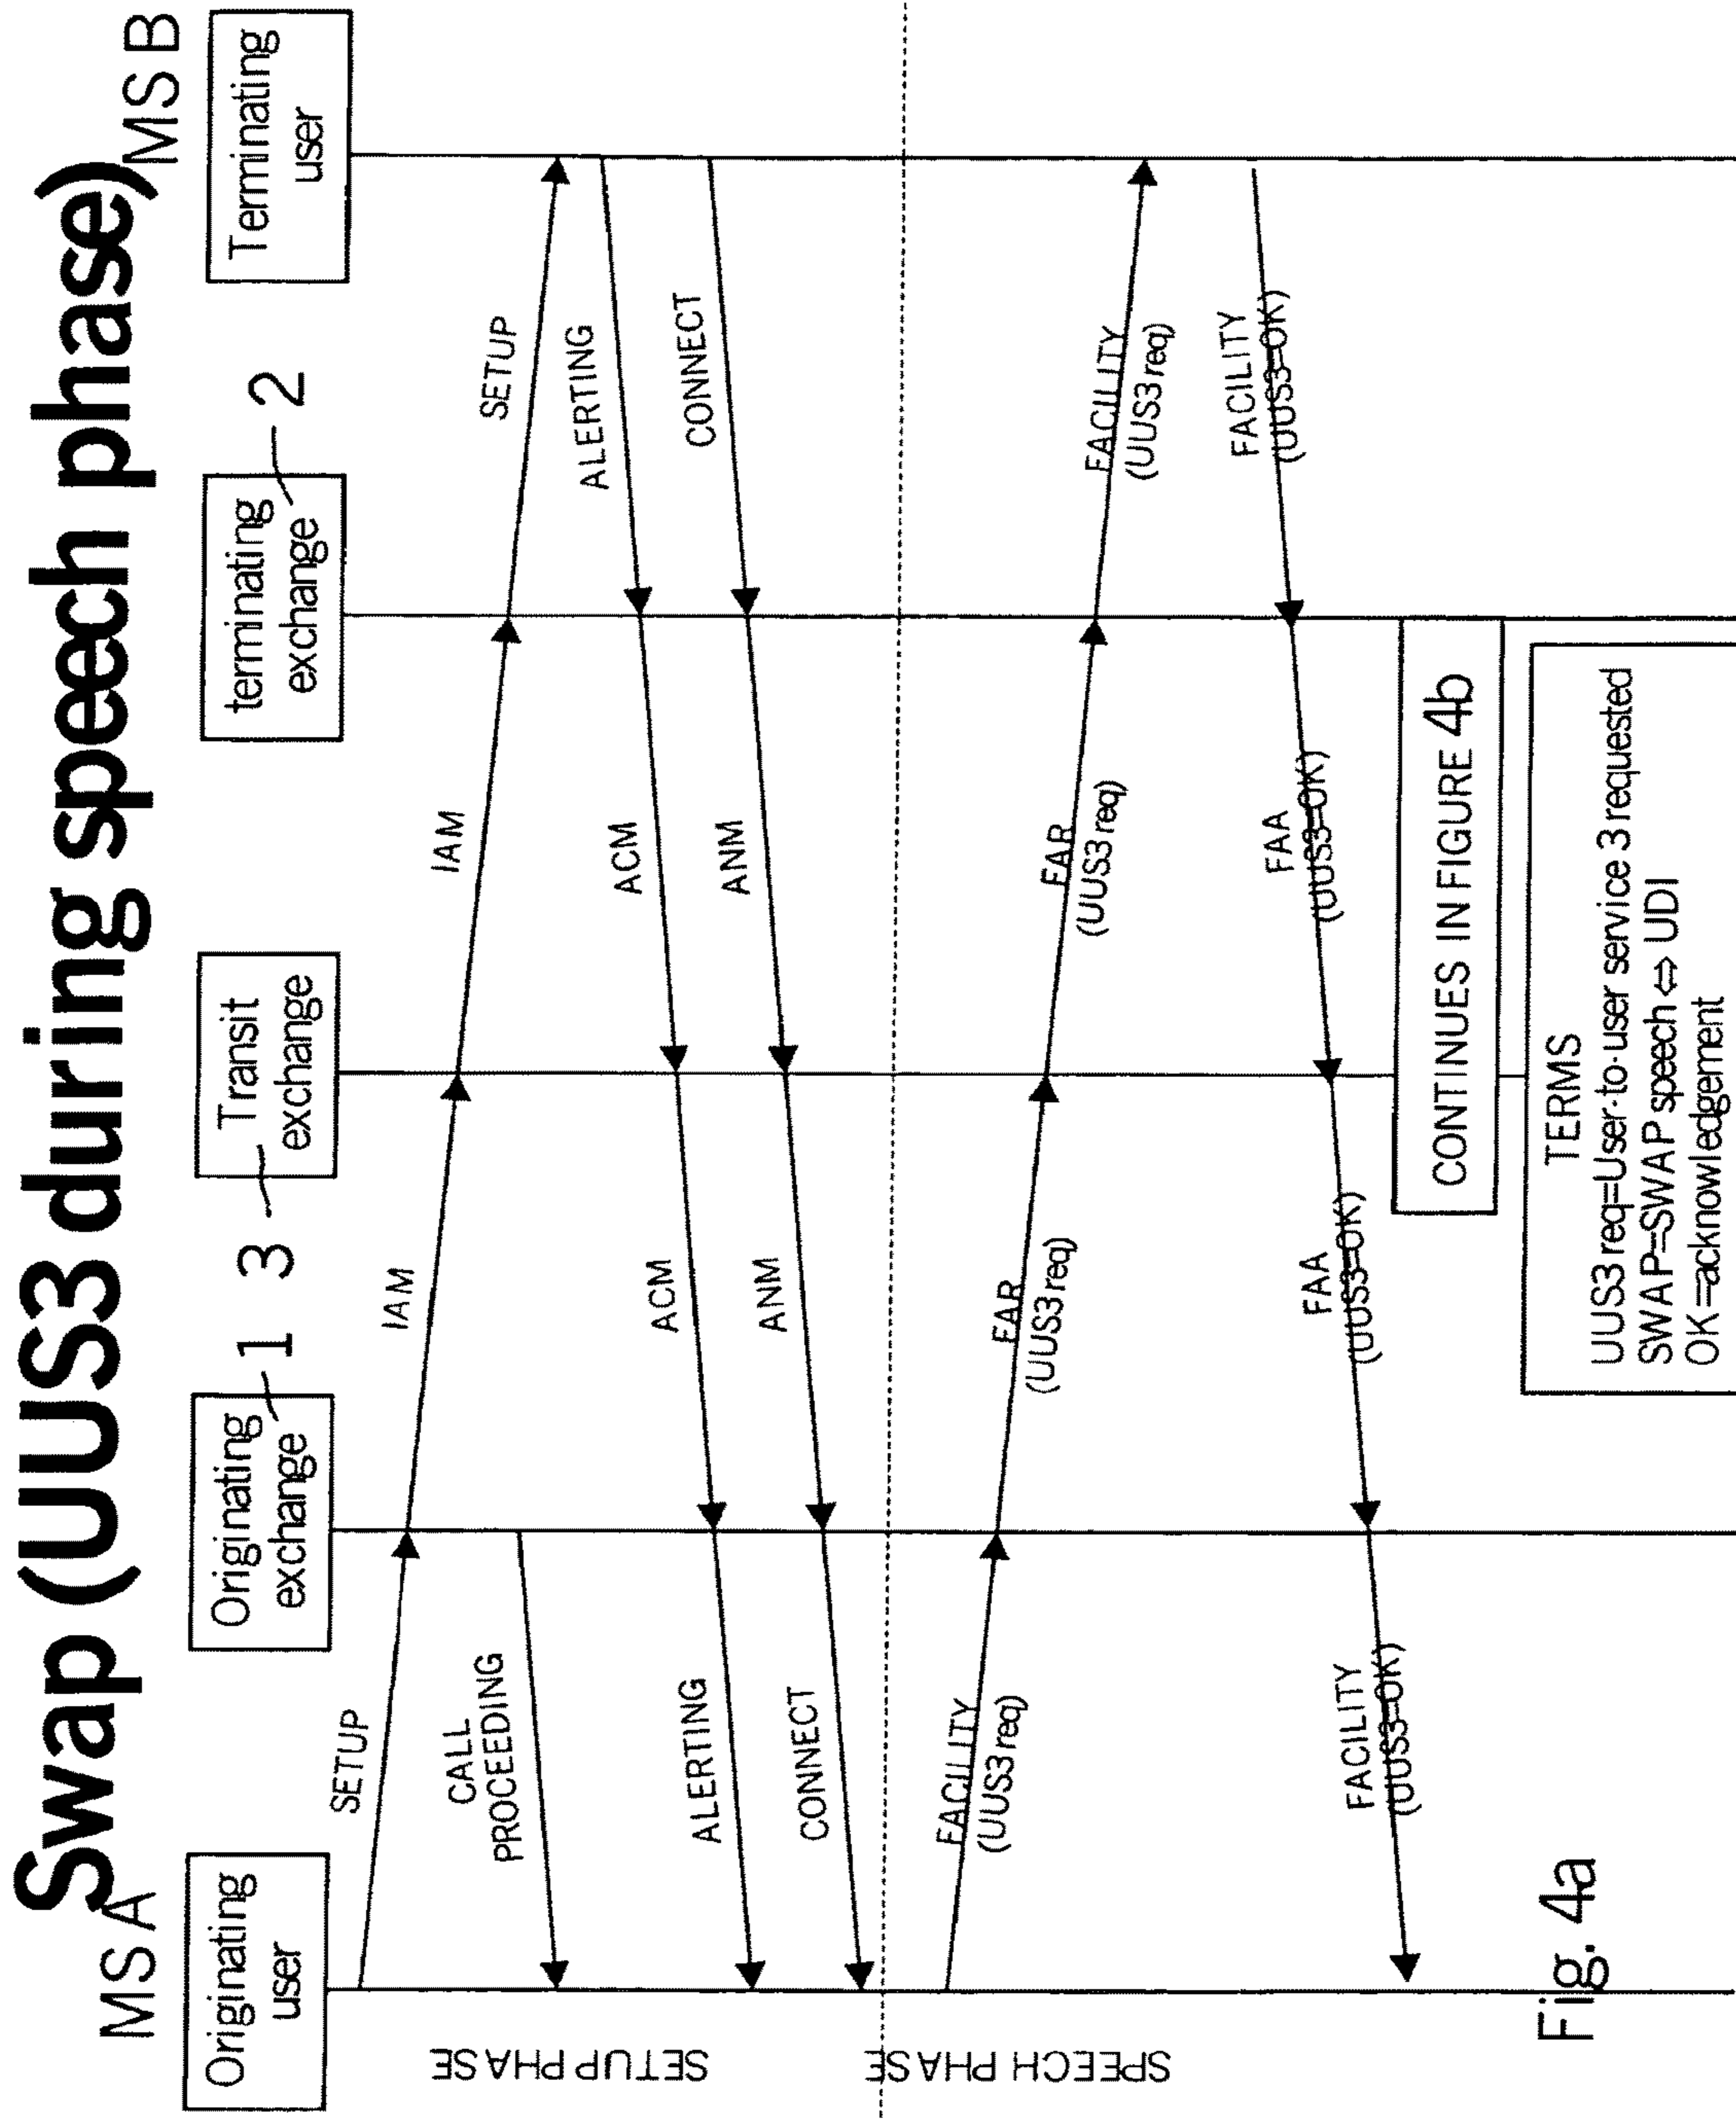 Swap (UUS3 during speech phase)
MS A
MS B
Originating
user
Originating
exchange
1
3
Transit
exchange
terminating
exchange
2
Terminating
user
SETUP PHASE
SETUP
IAM
IAM
SETUP
CALL
PROCEEDING
ALERTING
ACM
ACM
ALERTING
CONNECT
ANM
ANM
CONNECT
SPEECH PHASE
FACILITY
(UUS3 req)
FAR
(UUS3 req)
FAR
(UUS3 req)
FACILITY
(UUS3 req)
FACILITY
(UUS3=OK)
FAA
(UUS3=OK)
FAA
(UUS3=OK)
FACILITY
(UUS3=OK)
CONTINUES IN FIGURE 4b
TERMS
UUS3 req=User-to-user service 3 requested
SWAP=SWAP speech ⇔ UDI
OK=acknowledgement
Fig. 4a